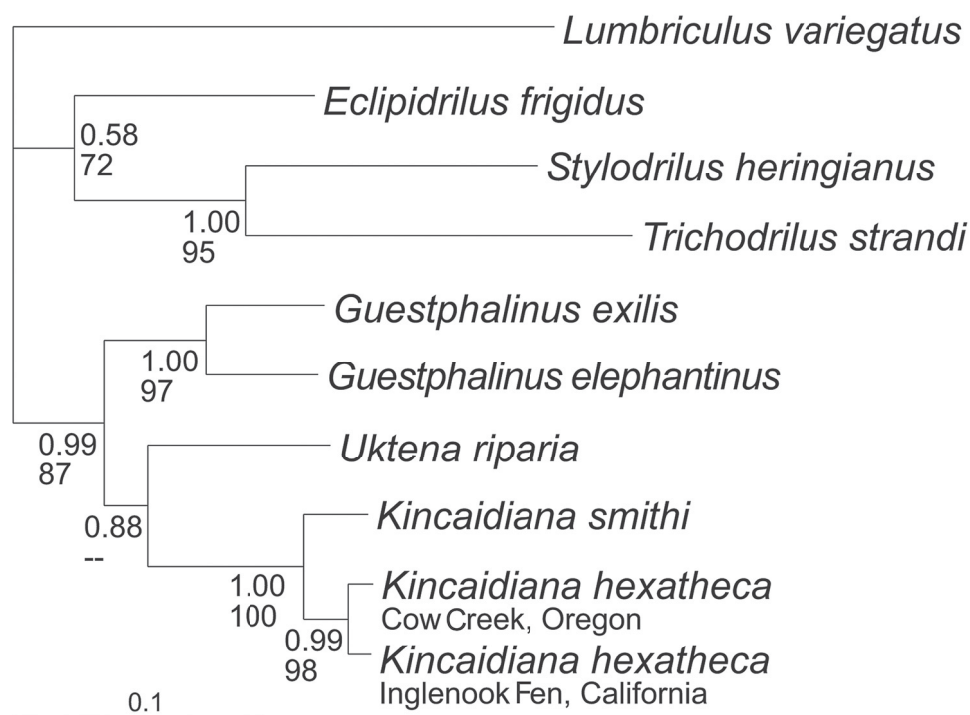 Lumbriculus variegatus
Eclipidrilus frigidus
0.58
72
Stylodrilus heringianus
1.00
95
Trichodrilus strandi
Guestphalinus exilis
1.00
97
Guestphalinus elephantinus
0.99
87
Uktena riparia
0.88
--
Kincaidiana smithi
1.00
100
Kincaidiana hexatheca
Cow Creek, Oregon
0.99
98
Kincaidiana hexatheca
Inglenook Fen, California
0.1